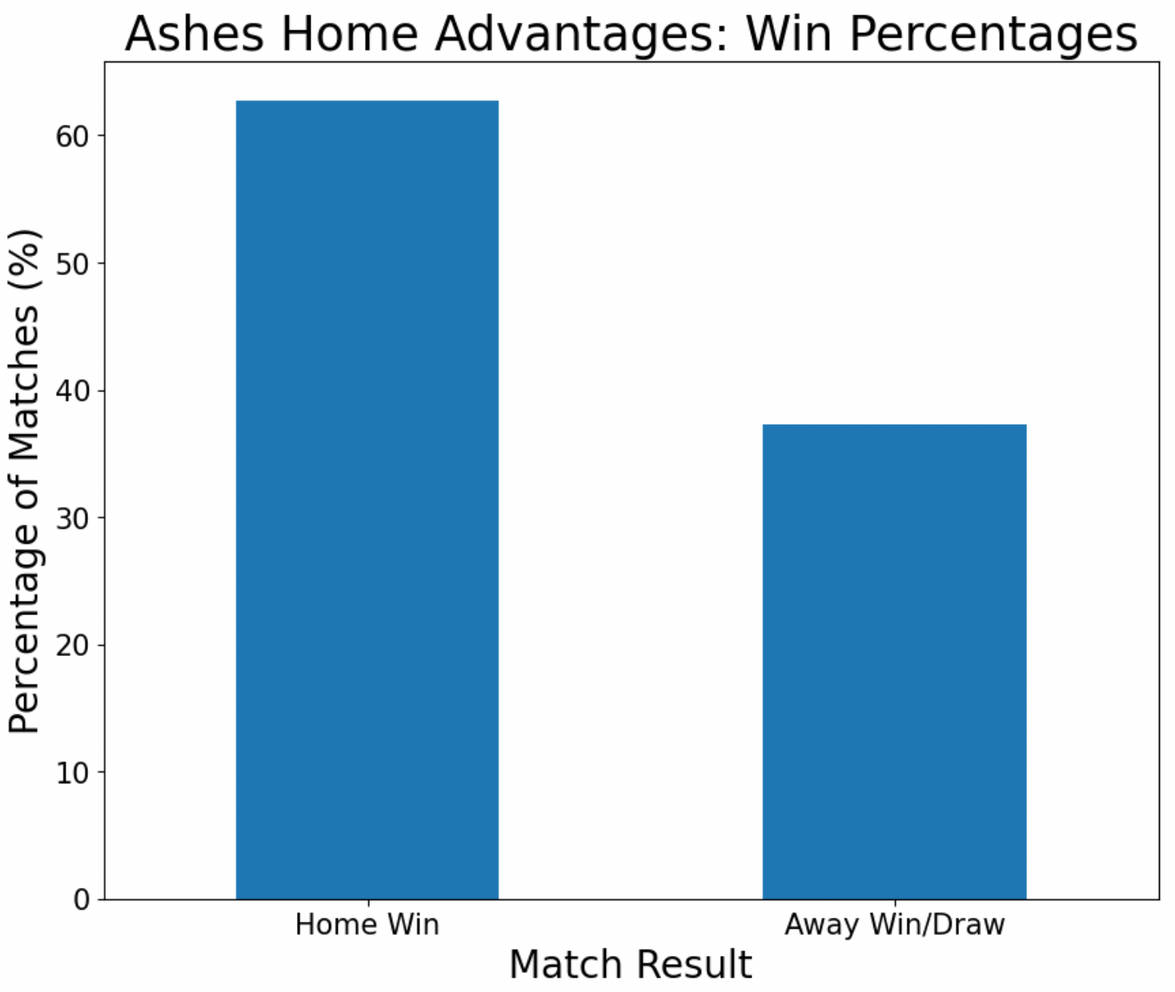 Ashes Home Advantages: Win Percentages
Percentage of Matches (%)
60
50
40
30
20
10
0
Home Win
Away Win/Draw
Match Result